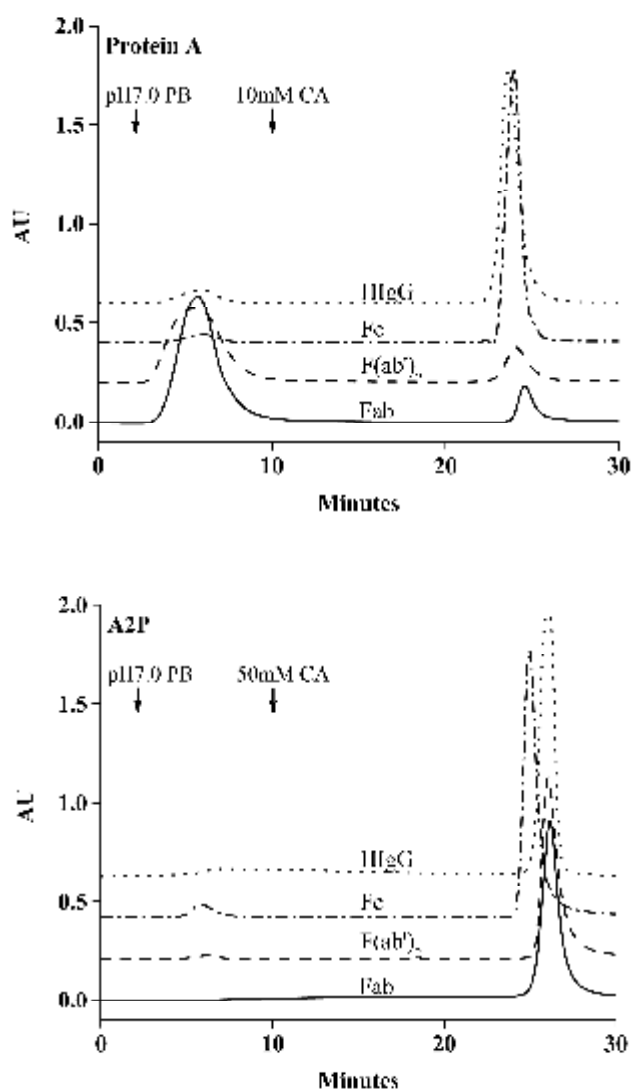 2.0
Protein A
pH7.0 PB 10mM CA
1.5
AU
1.0
HIgG
Fc
0.5
F(ab')₂
Fab
0.0
0 10 20 30
Minutes
2.0
A2P
pH7.0 PB 50mM CA
1.5
AU
1.0
HIgG
Fc
0.5
F(ab')₂
Fab
0.0
0 10 20 30
Minutes